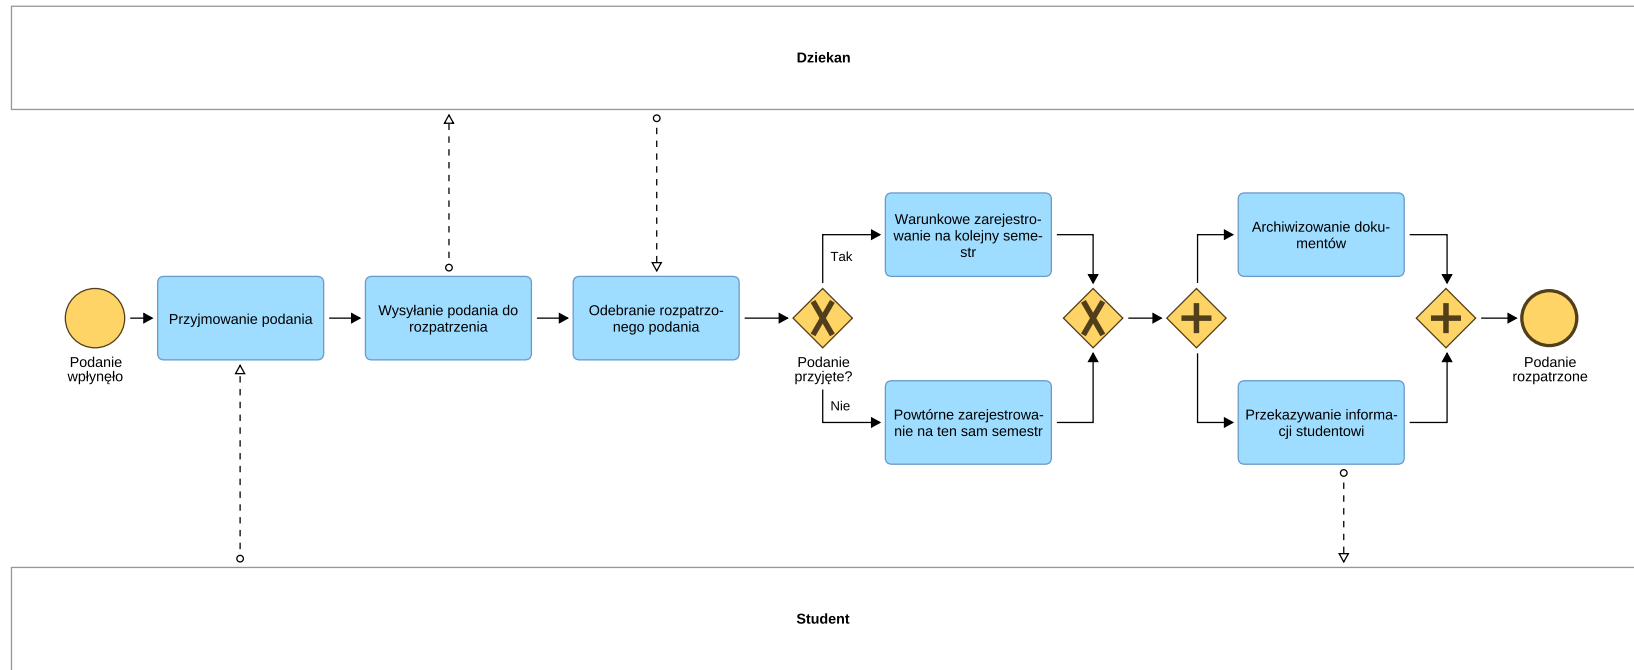 Dziekan
Podanie
wpłynęło
Przyjmowanie podania
Wysyłanie podania do
rozpatrzenia
Odebranie rozpatrzo-
nego podania
Podanie
przyjęte?
Tak
Nie
Warunkowe zarejestro-
wanie na kolejny seme-
str
Powtórne zarejestrowa-
nie na ten sam semestr
Archiwizowanie doku-
mentów
Przekazywanie informa-
cji studentowi
Podanie
rozpatrzone
Student